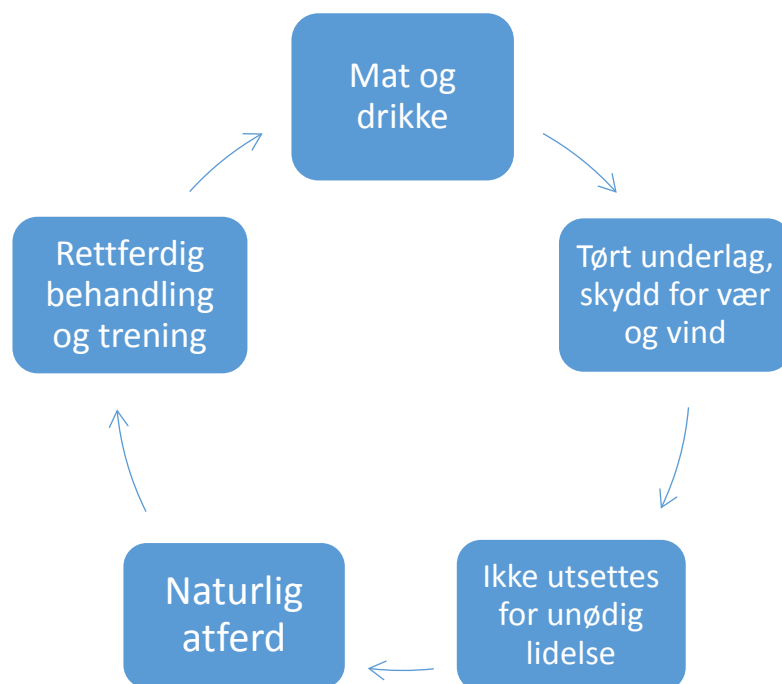 Mat og
drikke
Tørt underlag,
skydd for vær
og vind
Ikke utsettes
for unødig
lidelse
Naturlig
atferd
Rettferdig
behandling
og trening